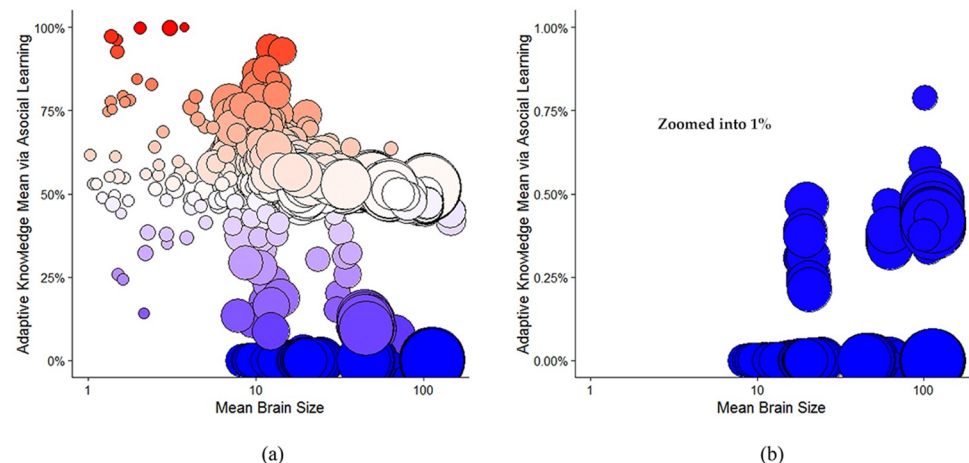 (a)
Adaptive Knowledge Mean via Asocial Learning
100%
75%
50%
25%
0%
1
10
100
Mean Brain Size
(a)
(b)
Adaptive Knowledge Mean via Asocial Learning
1.00%
0.75%
0.50%
0.25%
0.00%
Zoomed into 1%
1
10
100
Mean Brain Size
(b)